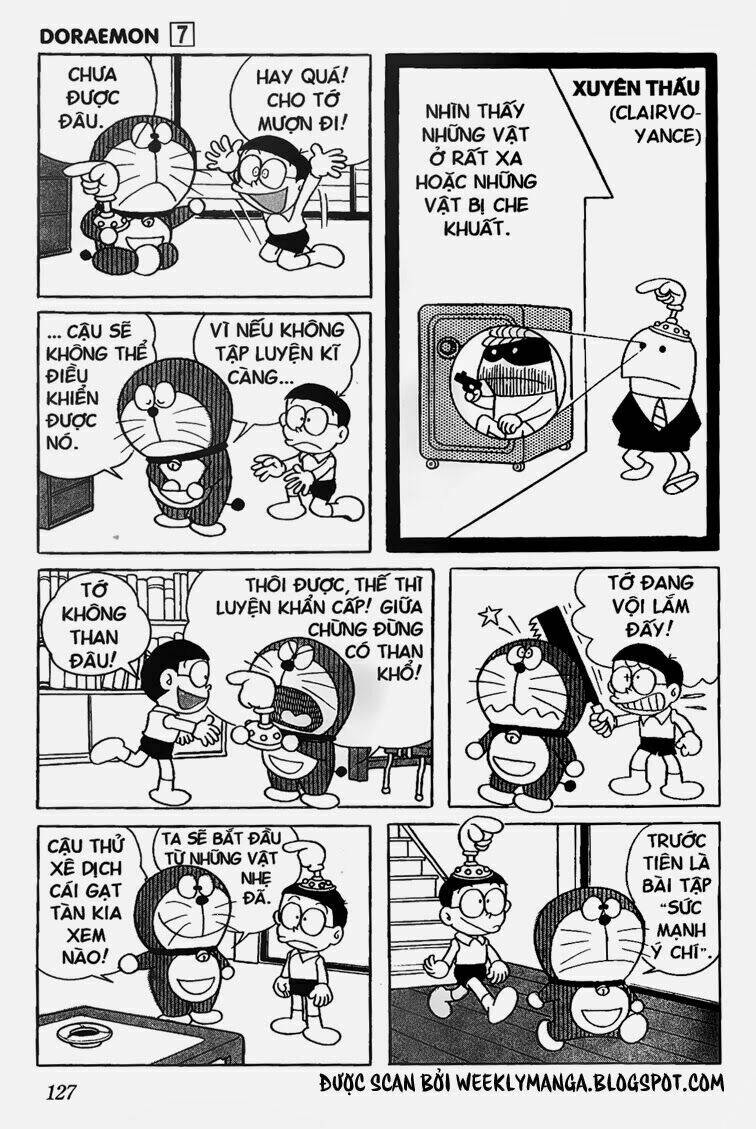 DORAEMON 7
XUYÊN THẤU
(CLAIRVO-
YANCE)
NHÌN THẤY
NHỮNG VẬT
Ở RẤT XA
HOẶC NHỮNG
VẬT BỊ CHE
KHUẤT.
HAY QUÁ!
CHO TỚ
MƯỢN ĐI!
CHƯA
ĐƯỢC
ĐÂU.
VÌ NẾU KHÔNG
TẬP LUYỆN KĨ
CÀNG...
... CẬU SẼ
KHÔNG THỂ
ĐIỀU
KHIỂN
ĐƯỢC
NÓ.
TỚ ĐANG
VỘI LẮM
ĐẤY!
THÔI ĐƯỢC, THẾ THÌ
LUYỆN KHẨN CẤP! GIỮA
CHỪNG ĐỪNG
CÓ THAN
KHỔ!
TỚ
KHÔNG
THAN
ĐÂU!
TRƯỚC
TIÊN LÀ
BÀI TẬP
“SỨC
MẠNH
Ý CHÍ”.
TA SẼ BẮT ĐẦU
TỪ NHỮNG VẬT
NHẸ
ĐÃ.
CẬU THỬ
XÊ DỊCH
CÁI GẠT
TÀN KIA
XEM
NÀO!
127
ĐƯỢC SCAN BỞI WEEKLYMANGA.BLOGSPOT.COM